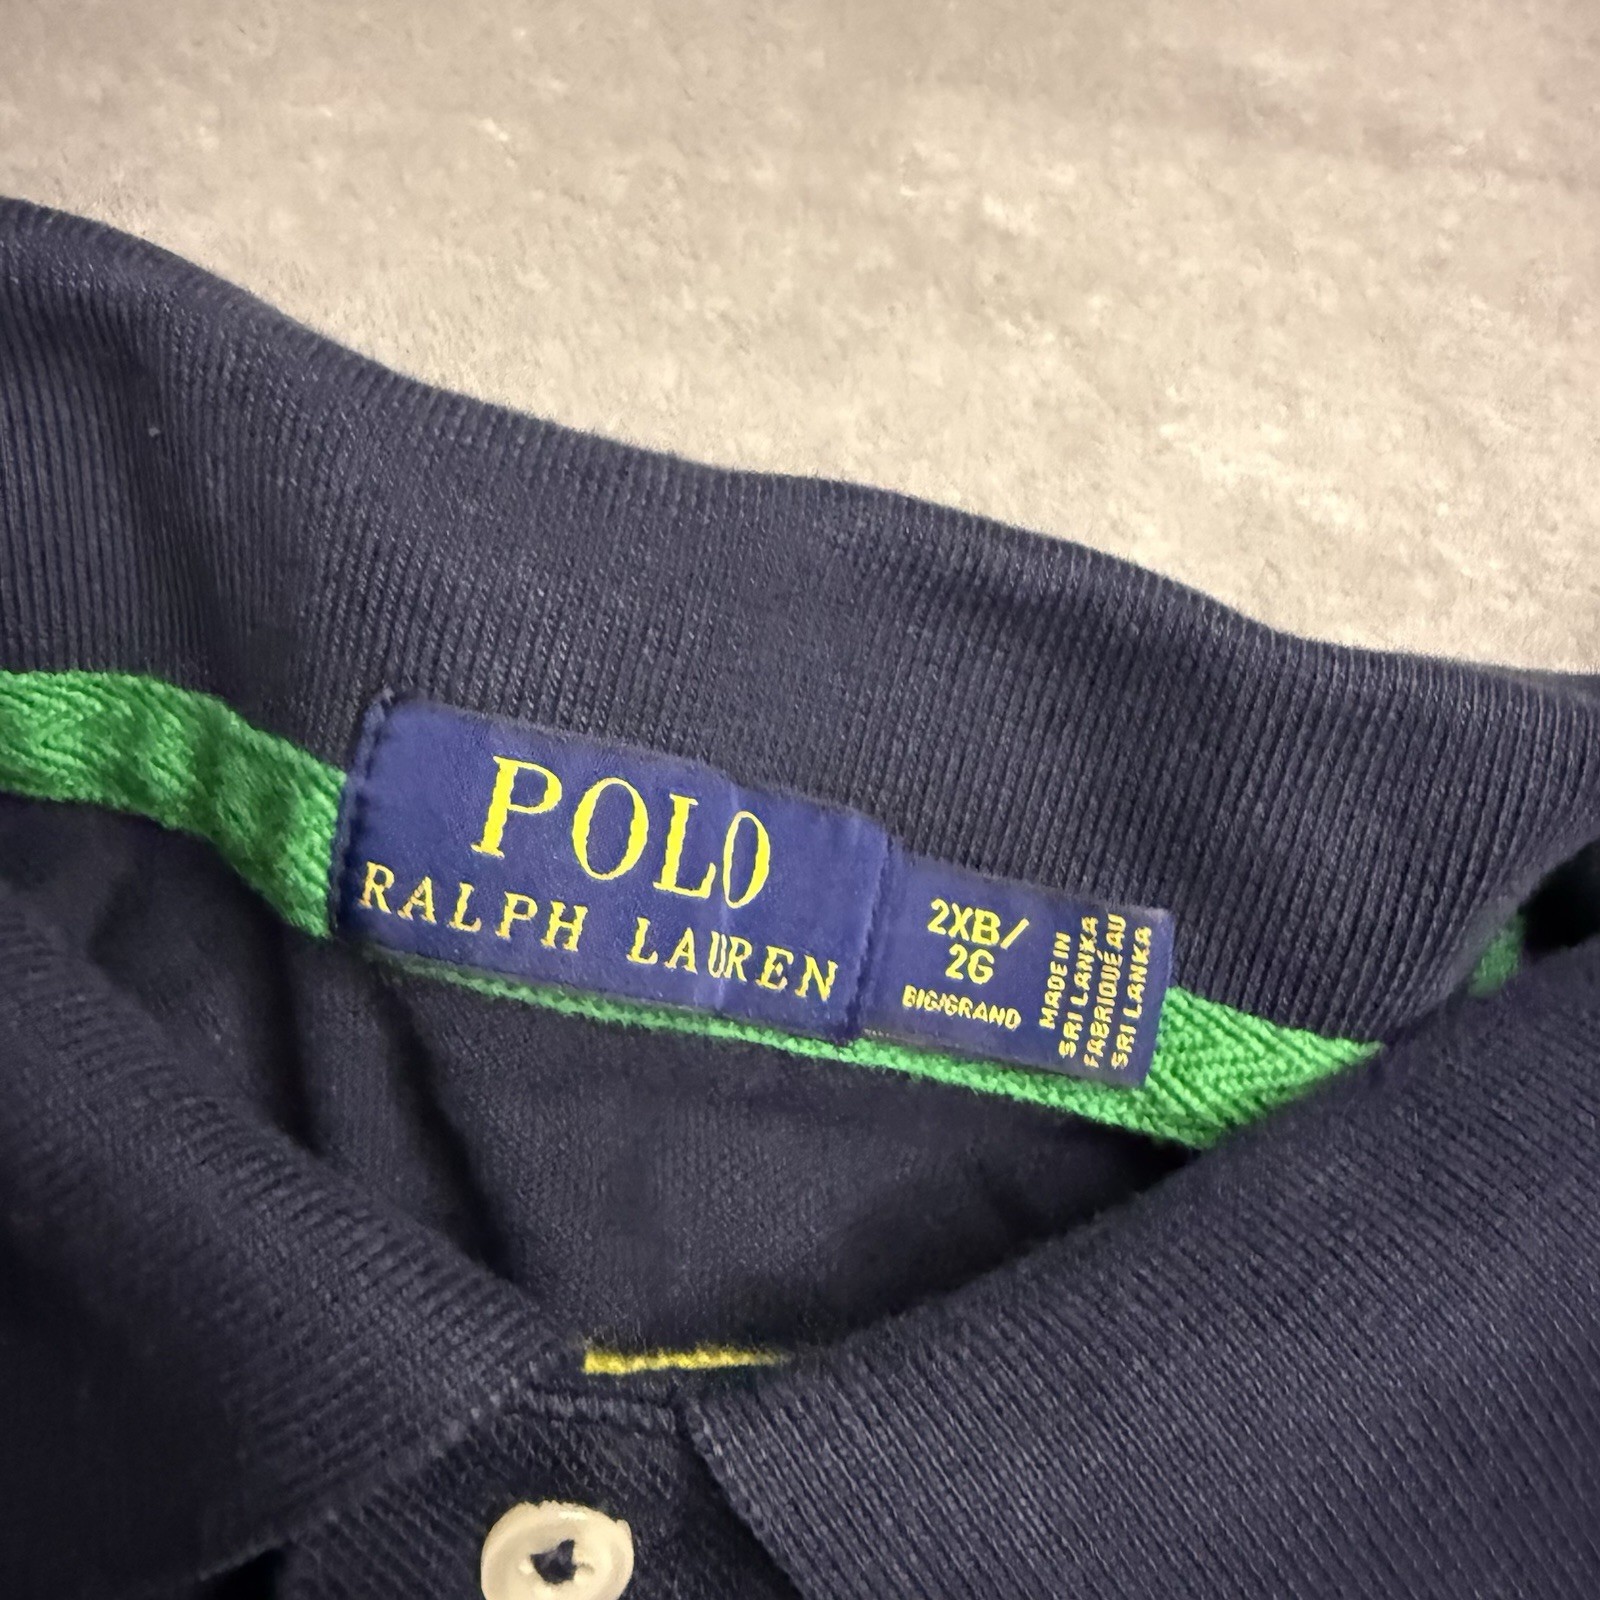 POLO
RALPH LAUREN
2XB/
2G
BIG/GRAND
MADE IN
SRI LANKA
FABRIQUÉ AU
SRI LANKA